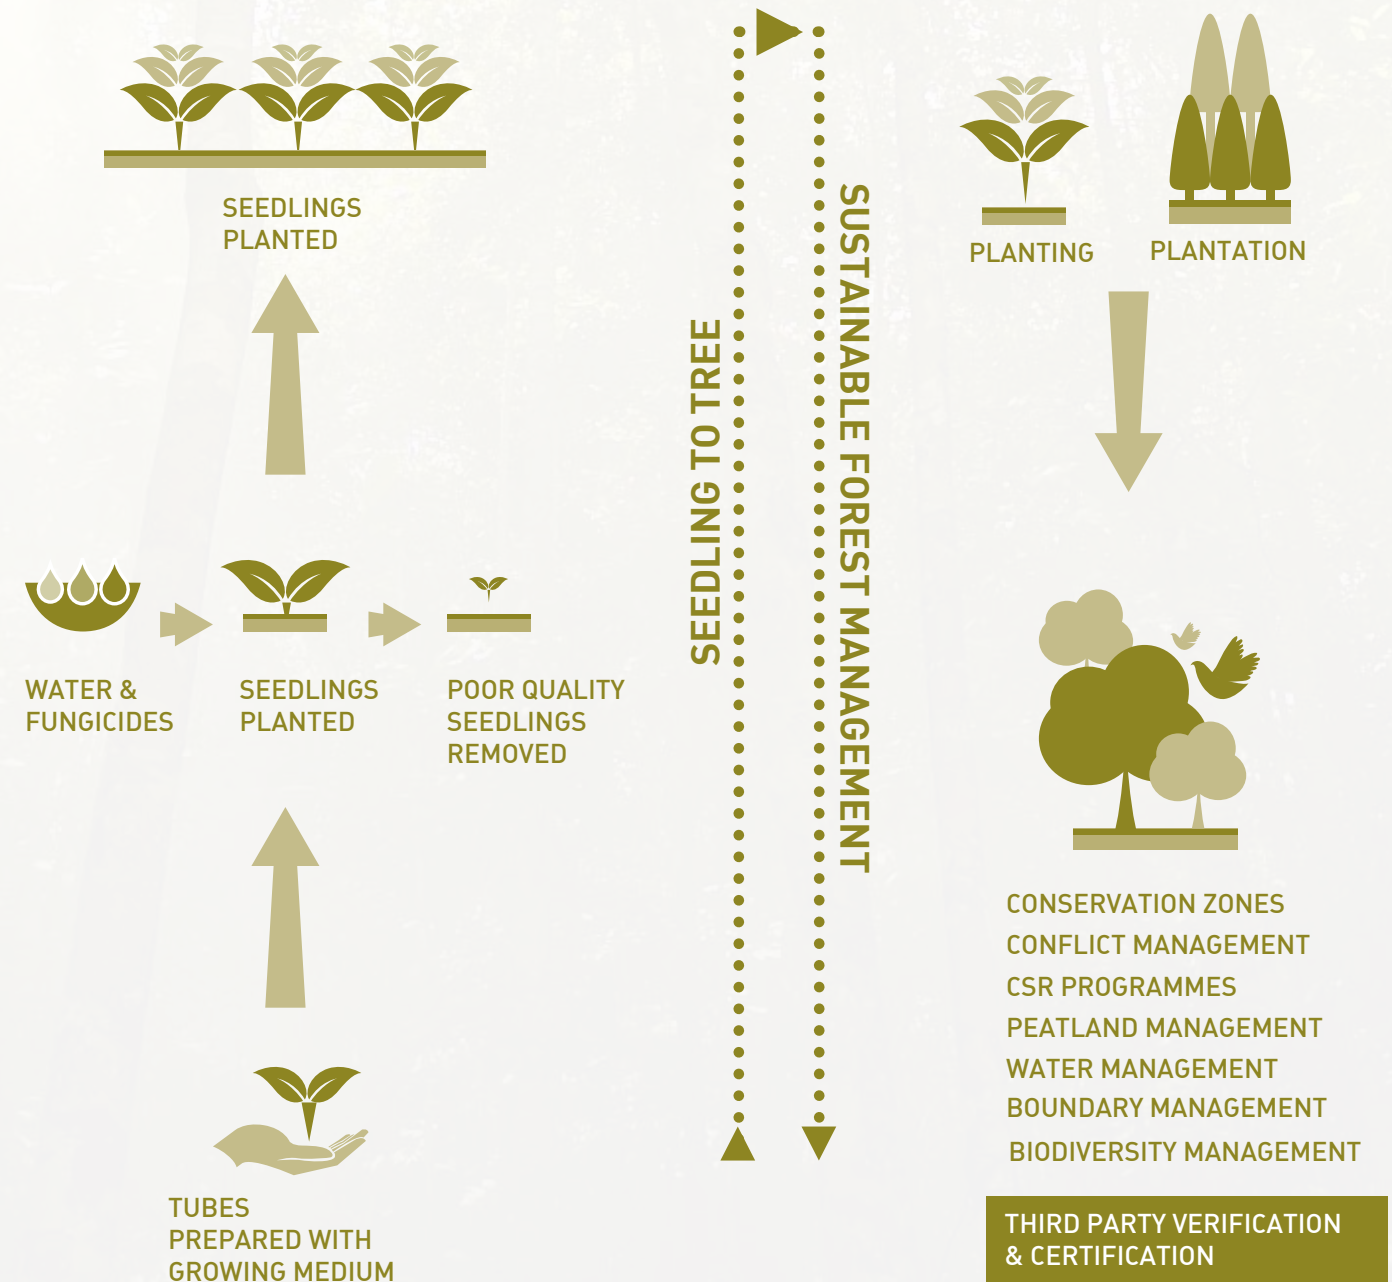 SEEDLINGS
PLANTED
WATER &
FUNGICIDES
SEEDLINGS
PLANTED
POOR QUALITY
SEEDLINGS
REMOVED
TUBES
PREPARED WITH
GROWING MEDIUM
SEEDLING TO TREE
SUSTAINABLE FOREST MANAGEMENT
PLANTING
PLANTATION
CONSERVATION ZONES
CONFLICT MANAGEMENT
CSR PROGRAMMES
PEATLAND MANAGEMENT
WATER MANAGEMENT
BOUNDARY MANAGEMENT
BIODIVERSITY MANAGEMENT
THIRD PARTY VERIFICATION
& CERTIFICATION